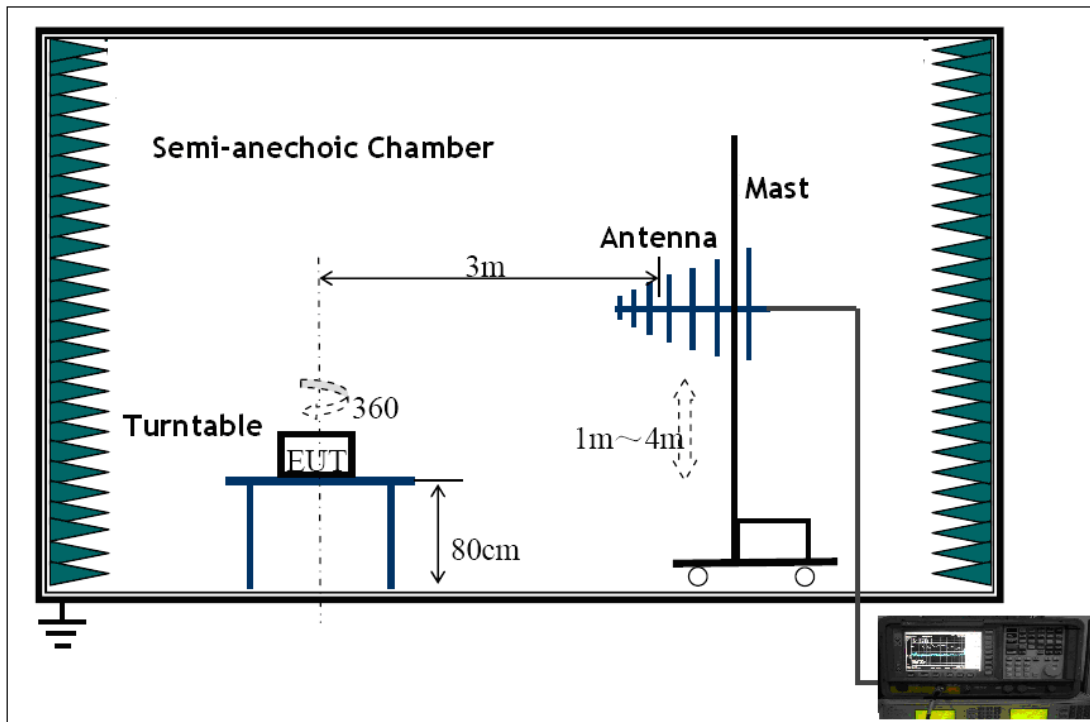 Semi-anechoic Chamber
Mast
Antenna
3m
360
Turntable
1m～4m
EUT
80cm